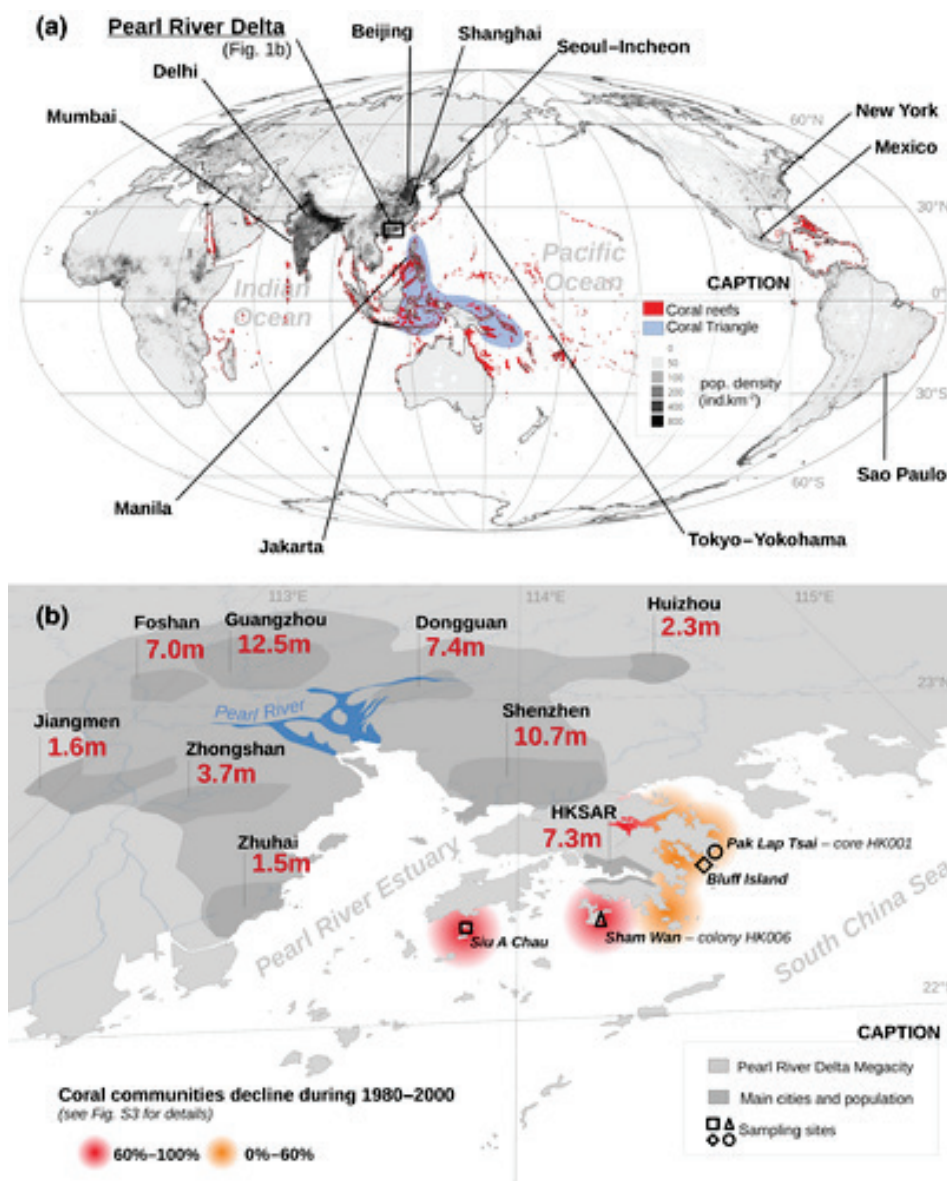 (a)
Pearl River Delta
(Fig. 1b)
Beijing
Shanghai
Seoul–Incheon
Delhi
Mumbai
New York
Mexico
60°N
30°N
0°
30°S
60°S
Indian
Ocean
Pacific
Ocean
CAPTION
Coral reefs
Coral Triangle
0
50
100
200
400
800
pop. density
(ind.km⁻²)
Manila
Jakarta
Tokyo–Yokohama
Sao Paulo
(b)
113°E
114°E
115°E
Foshan
7.0m
Guangzhou
12.5m
Dongguan
7.4m
Huizhou
2.3m
23°N
Pearl River
Jiangmen
1.6m
Zhongshan
3.7m
Shenzhen
10.7m
HKSAR
7.3m
Zhuhai
1.5m
Pak Lap Tsai – core HK001
Bluff Island
Pearl River Estuary
Siu A Chau
Sham Wan – colony HK006
South China Sea
22°
CAPTION
Pearl River Delta Megacity
Main cities and population
Sampling sites
Coral communities decline during 1980–2000
(see Fig. S3 for details)
60%–100%
0%–60%